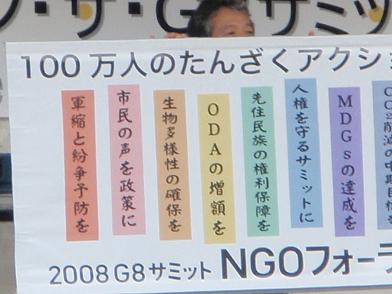 ・ザ・G8サミッ
100万人のたんざくアクショ
軍縮と紛争予防を
市民の声を政策に
生物多様性の確保を
ODAの増額を
先住民族の権利保障を
人権を守るサミットに
MDGsの達成を
2008 G8サミット NGOフォーラ